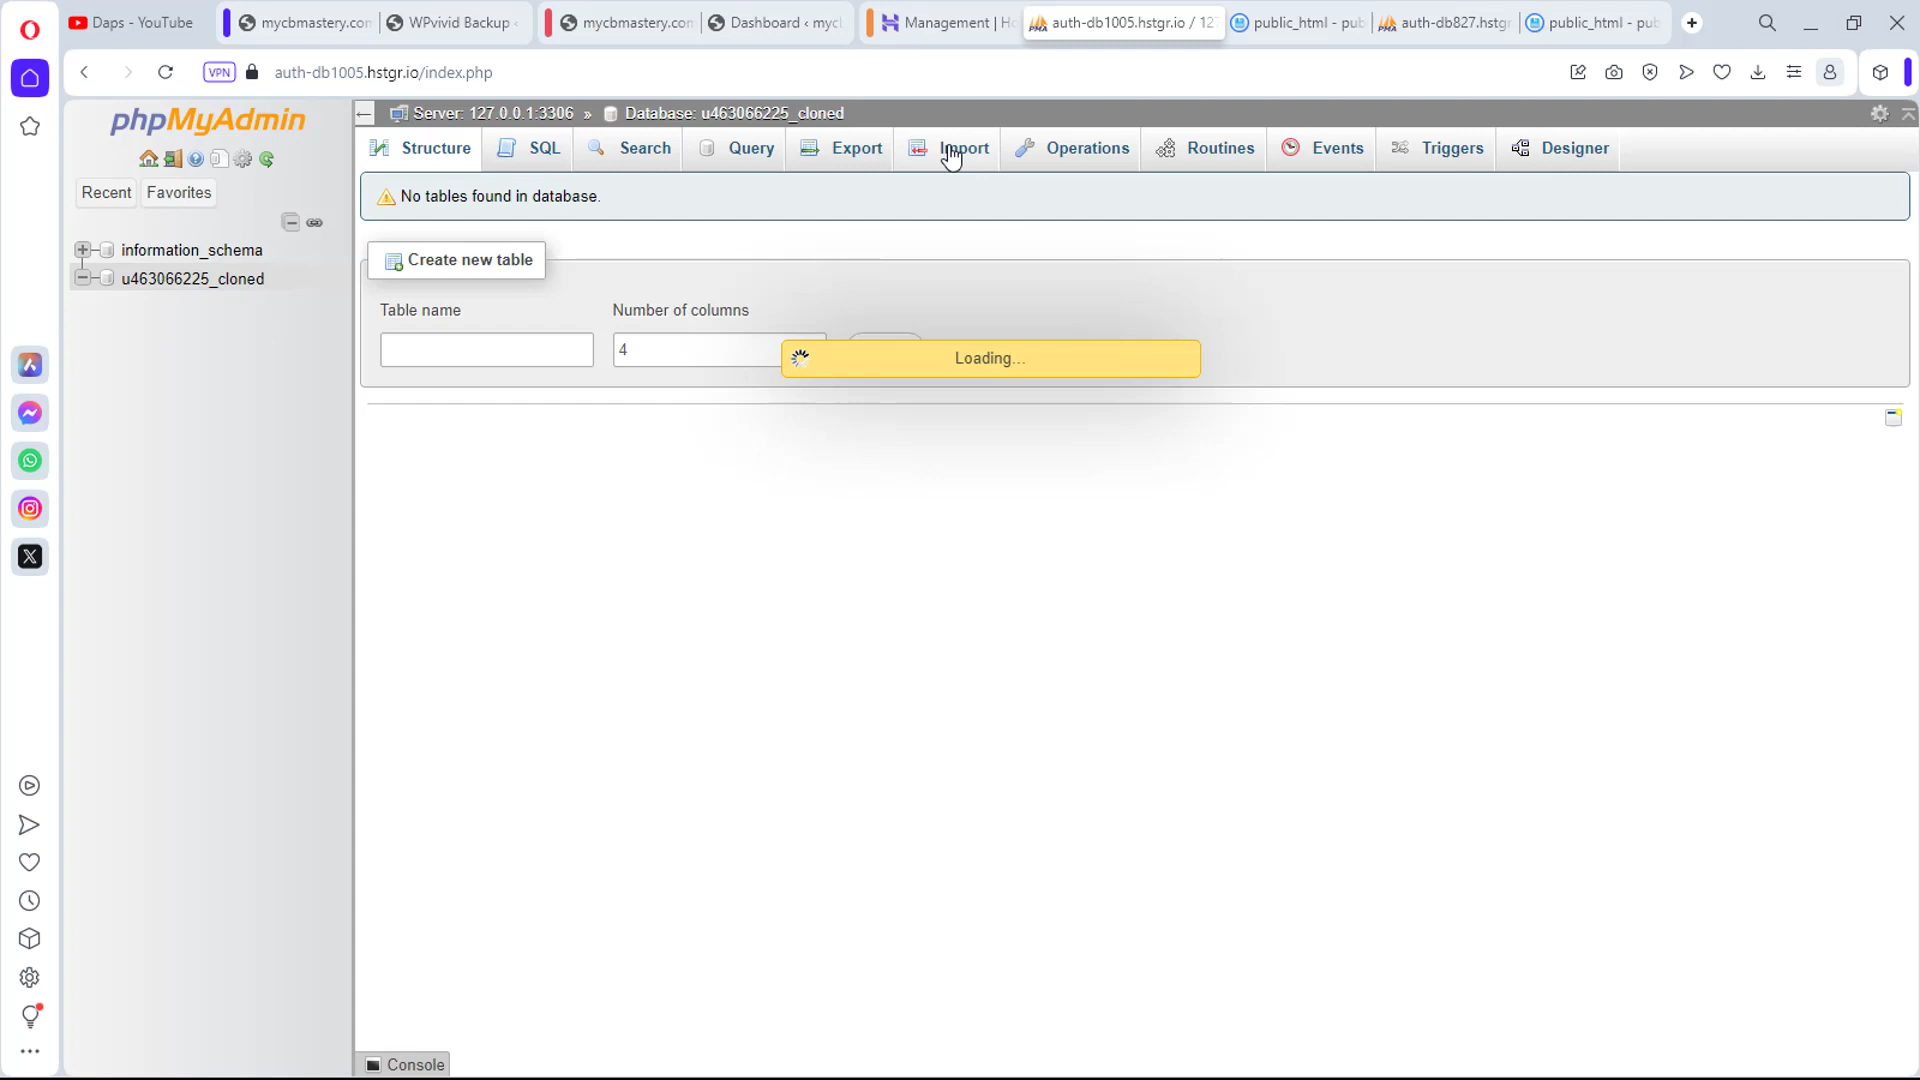 Daps - YouTube
mycbmastery.com
WPvivid Backup ‹
mycbmastery.com
Dashboard ‹ mycl
Management | Ho
auth-db1005.hstgr.io / 127
public_html - pub
auth-db827.hstgr
public_html - pub
VPN
auth-db1005.hstgr.io/index.php
phpMyAdmin
Recent
Favorites
information_schema
u463066225_cloned
Server: 127.0.0.1:3306 » Database: u463066225_cloned
Structure
SQL
Search
Query
Export
Import
Operations
Routines
Events
Triggers
Designer
No tables found in database.
Create new table
Table name
Number of columns
4
Loading…
Console